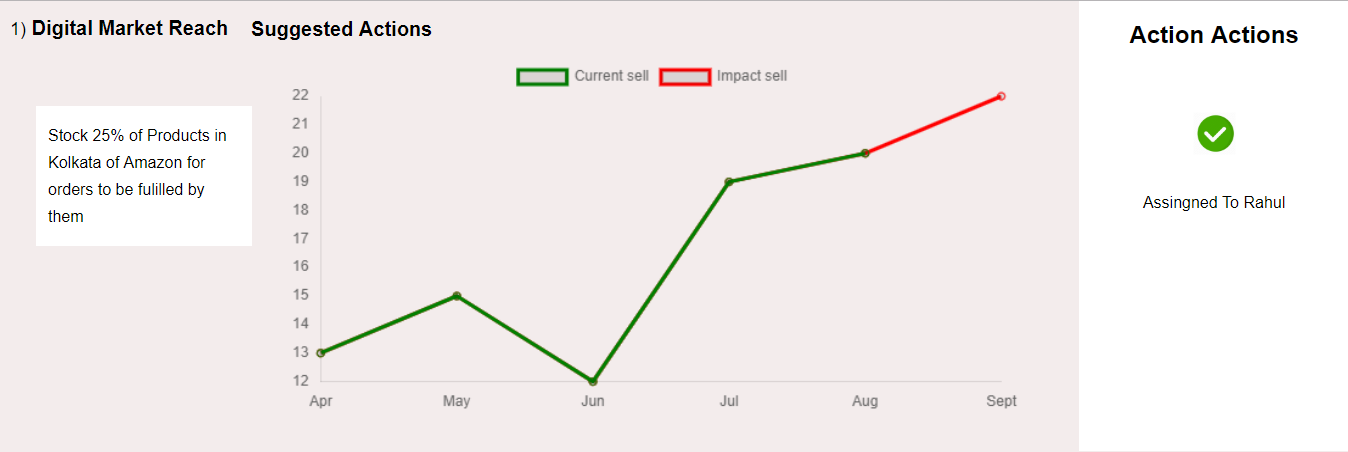 1) Digital Market Reach
Suggested Actions
Action Actions
Stock 25% of Products in
Kolkata of Amazon for
orders to be fulilled by
them
Current sell
Impact sell
22
21
20
19
18
17
16
15
14
13
12
Apr
May
Jun
Jul
Aug
Sept
Assingned To Rahul